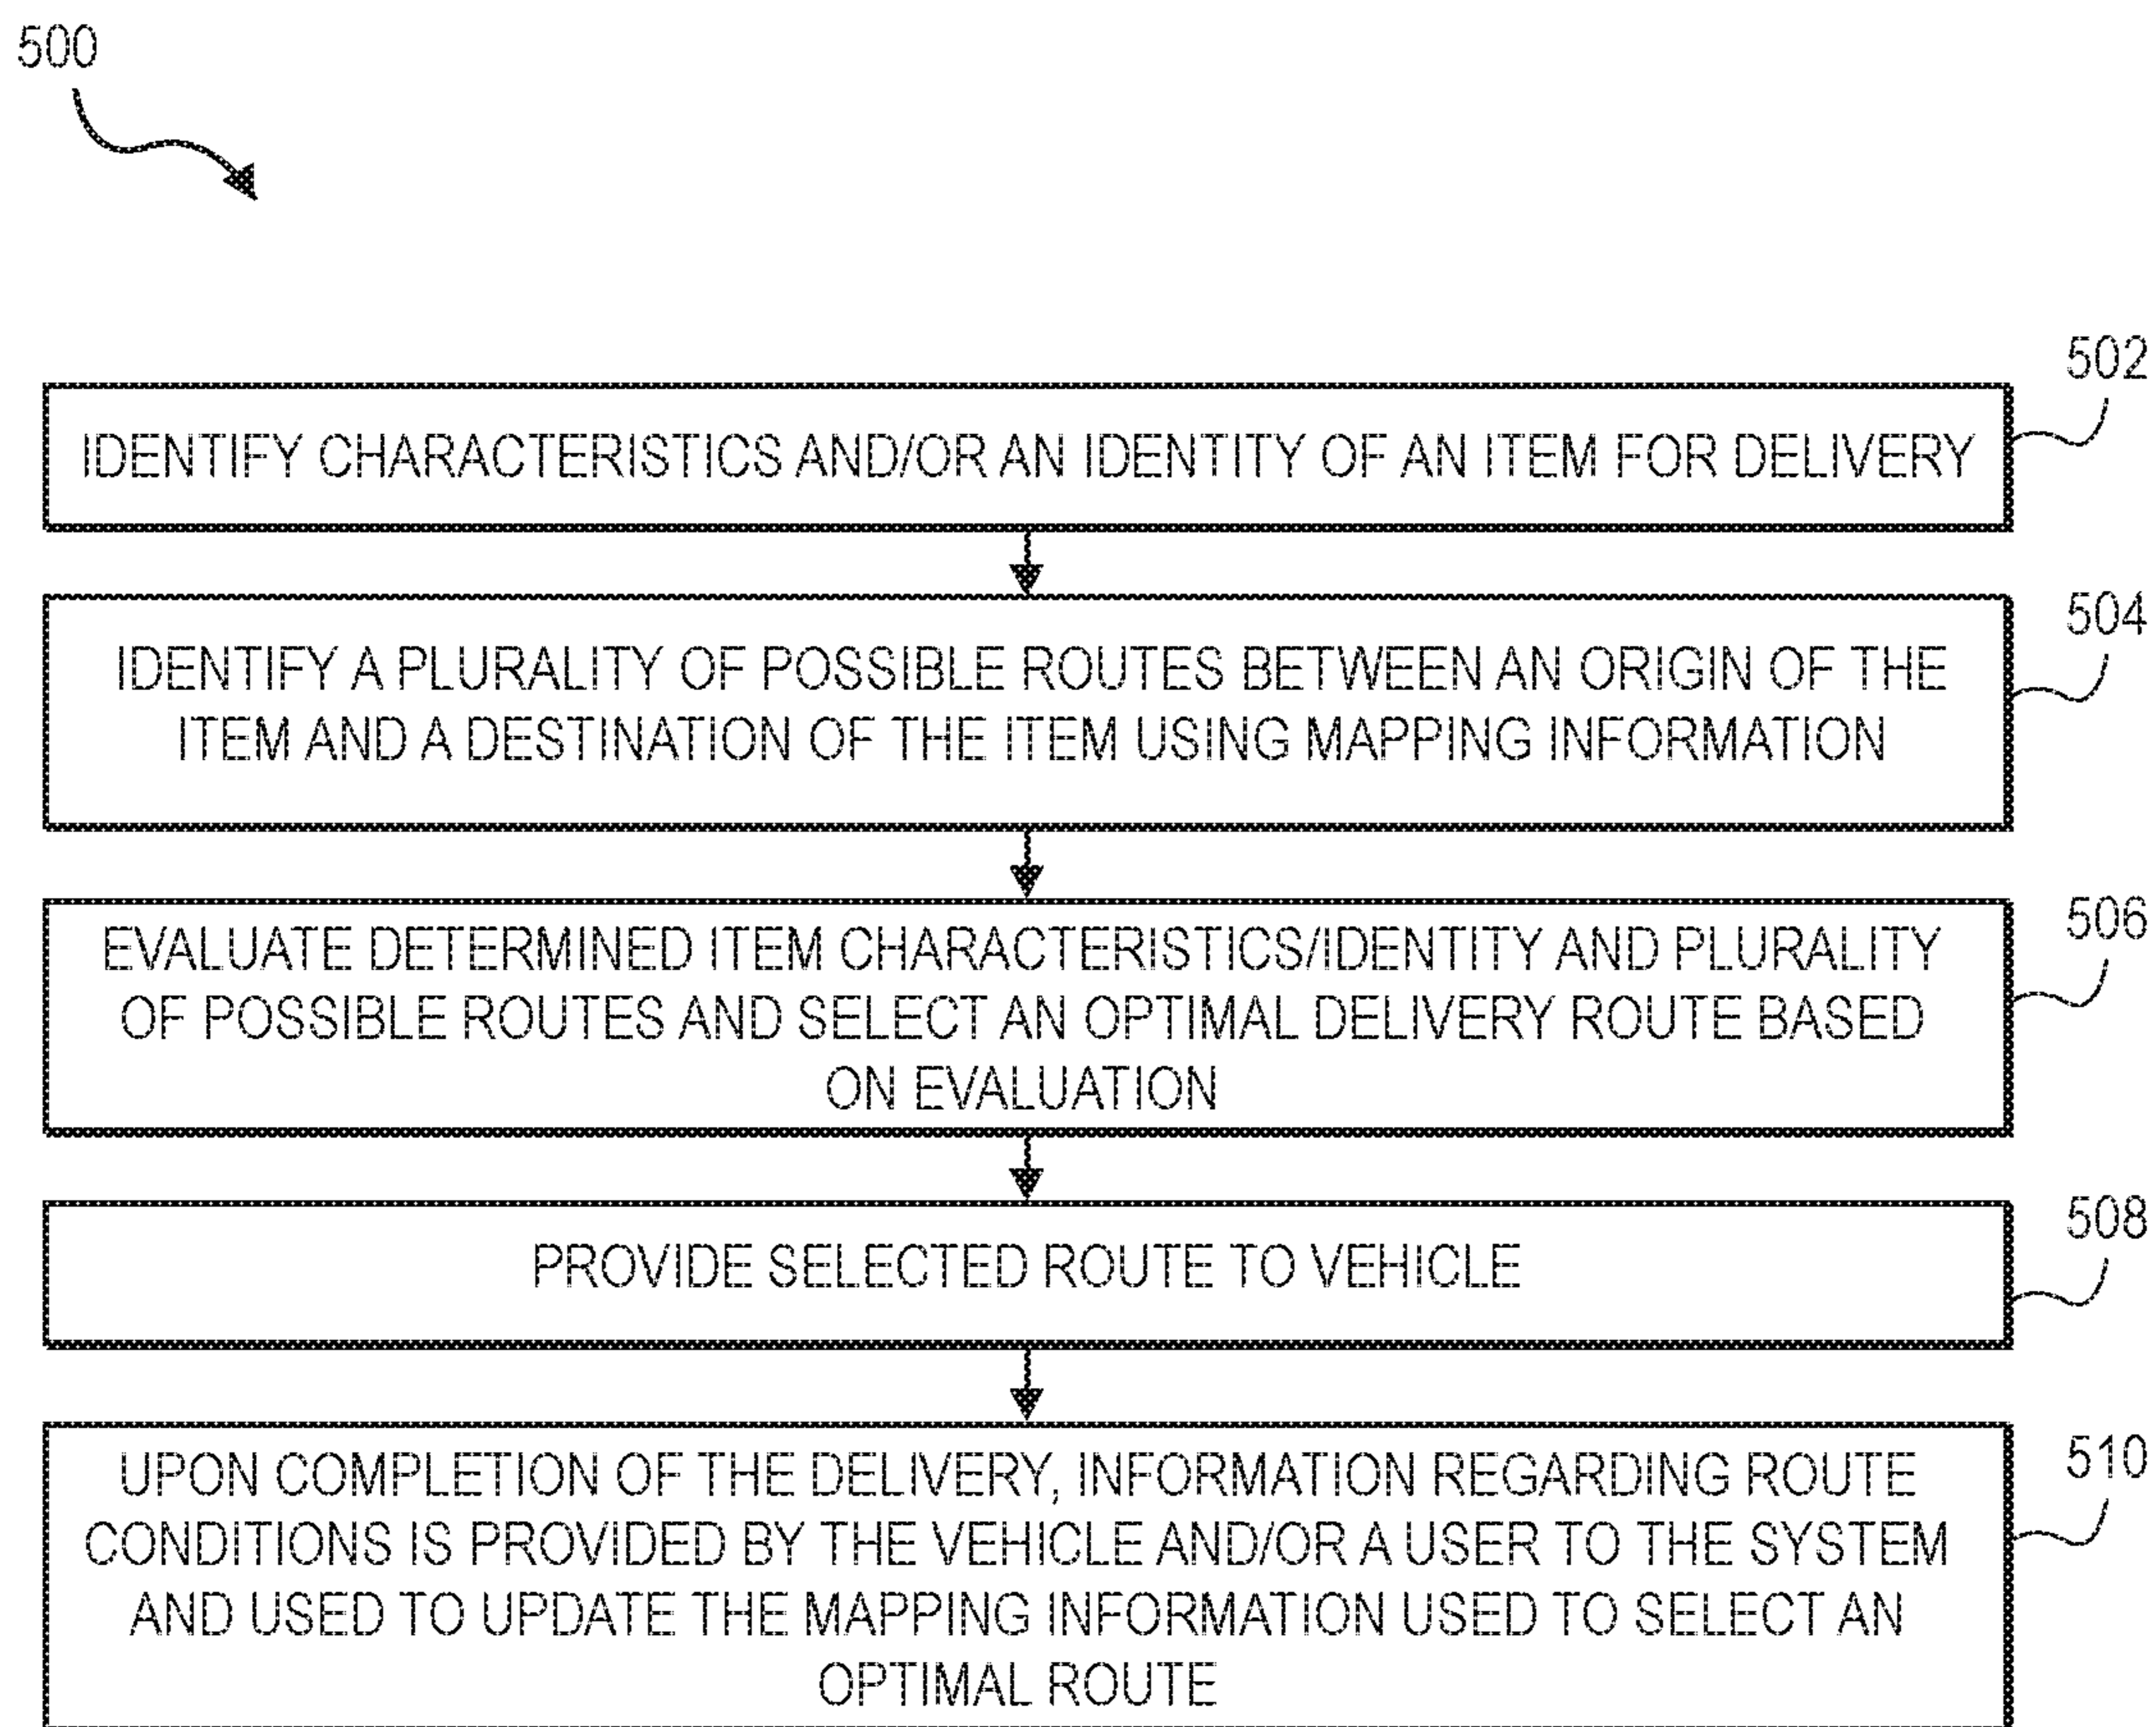 500
502
IDENTIFY CHARACTERISTICS AND/OR AN IDENTITY OF AN ITEM FOR DELIVERY
504
IDENTIFY A PLURALITY OF POSSIBLE ROUTES BETWEEN AN ORIGIN OF THE
ITEM AND A DESTINATION OF THE ITEM USING MAPPING INFORMATION
506
EVALUATE DETERMINED ITEM CHARACTERISTICS/IDENTITY AND PLURALITY
OF POSSIBLE ROUTES AND SELECT AN OPTIMAL DELIVERY ROUTE BASED
ON EVALUATION
508
PROVIDE SELECTED ROUTE TO VEHICLE
510
UPON COMPLETION OF THE DELIVERY, INFORMATION REGARDING ROUTE
CONDITIONS IS PROVIDED BY THE VEHICLE AND/OR A USER TO THE SYSTEM
AND USED TO UPDATE THE MAPPING INFORMATION USED TO SELECT AN
OPTIMAL ROUTE